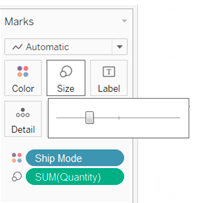 Marks
Automatic
Color Size Label
Detail
Ship Mode
SUM(Quantity)